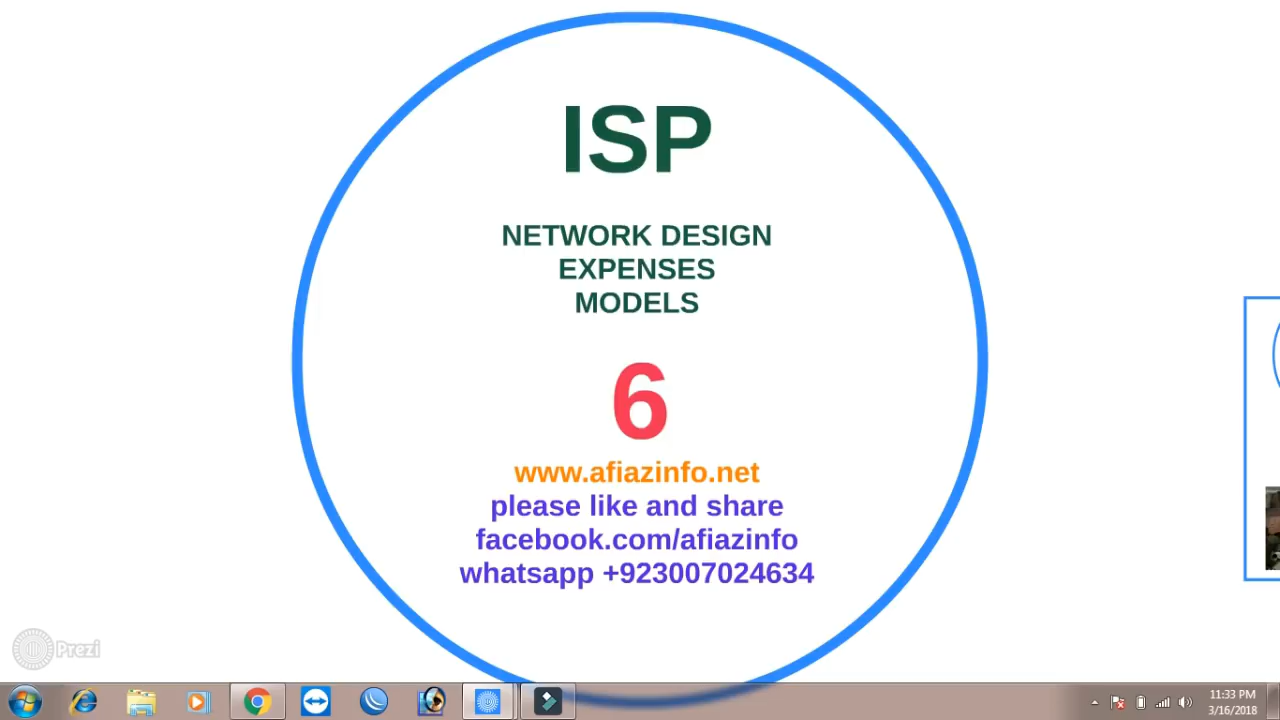 ISP
NETWORK DESIGN
EXPENSES
MODELS
6
www.afiazinfo.net
please like and share
facebook.com/afiazinfo
whatsapp +923007024634
Prezi
11:33 PM
3/16/2018